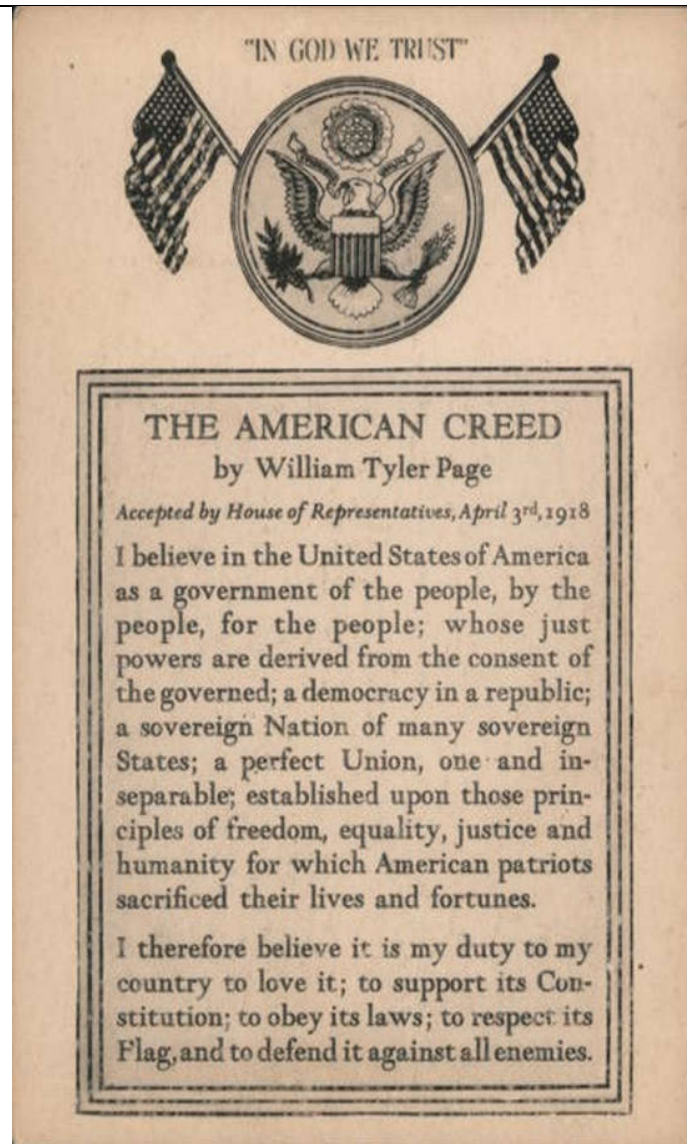 "IN GOD WE TRUST"
THE AMERICAN CREED
by William Tyler Page
Accepted by House of Representatives, April 3rd, 1918
I believe in the United States of America
as a government of the people, by the
people, for the people; whose just
powers are derived from the consent of
the governed; a democracy in a republic;
a sovereign Nation of many sovereign
States; a perfect Union, one and in-
separable; established upon those prin-
ciples of freedom, equality, justice and
humanity for which American patriots
sacrificed their lives and fortunes.
I therefore believe it is my duty to my
country to love it; to support its Con-
stitution; to obey its laws; to respect its
Flag, and to defend it against all enemies.